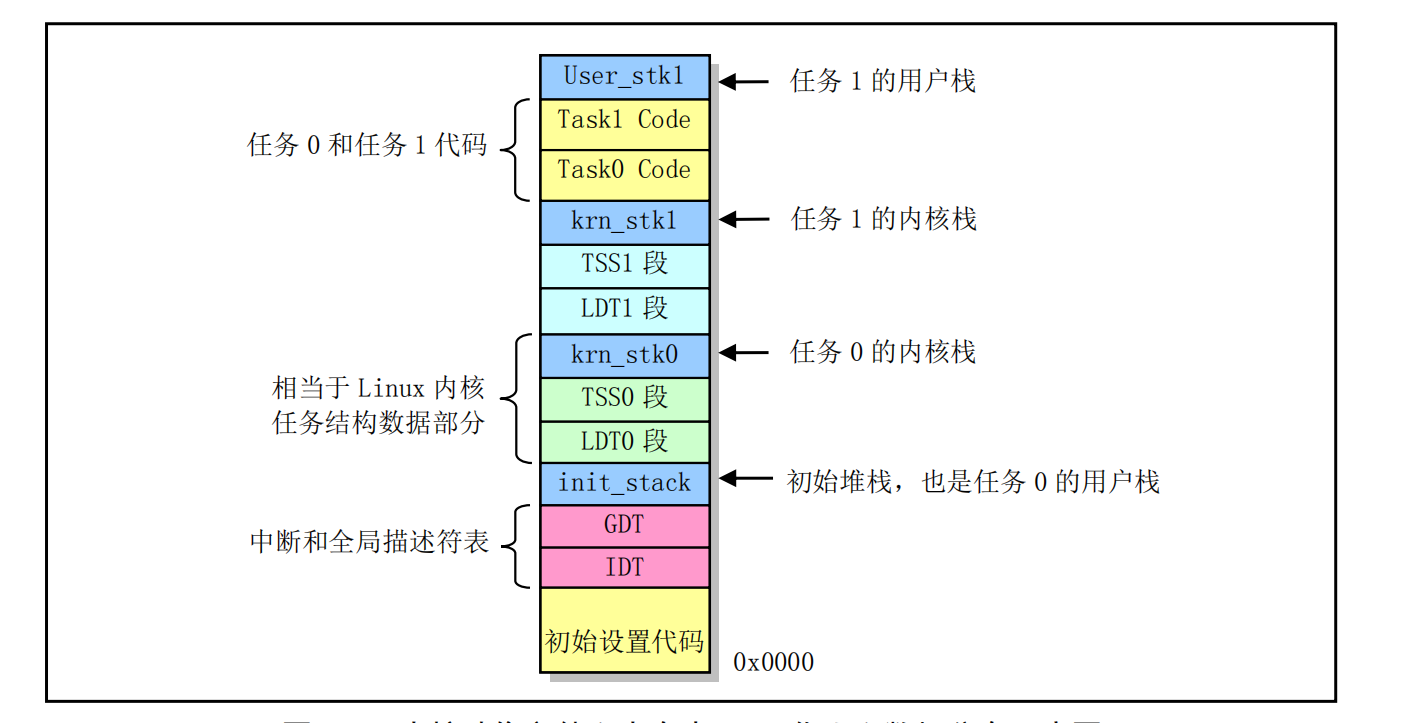 User_stk1
任务 1 的用户栈
Task1 Code
任务 0 和任务 1 代码
Task0 Code
krn_stk1
任务 1 的内核栈
TSS1 段
LDT1 段
krn_stk0
任务 0 的内核栈
相当于 Linux 内核
任务结构数据部分
TSS0 段
LDT0 段
init_stack
初始堆栈，也是任务 0 的用户栈
GDT
中断和全局描述符表
IDT
初始设置代码
0x0000